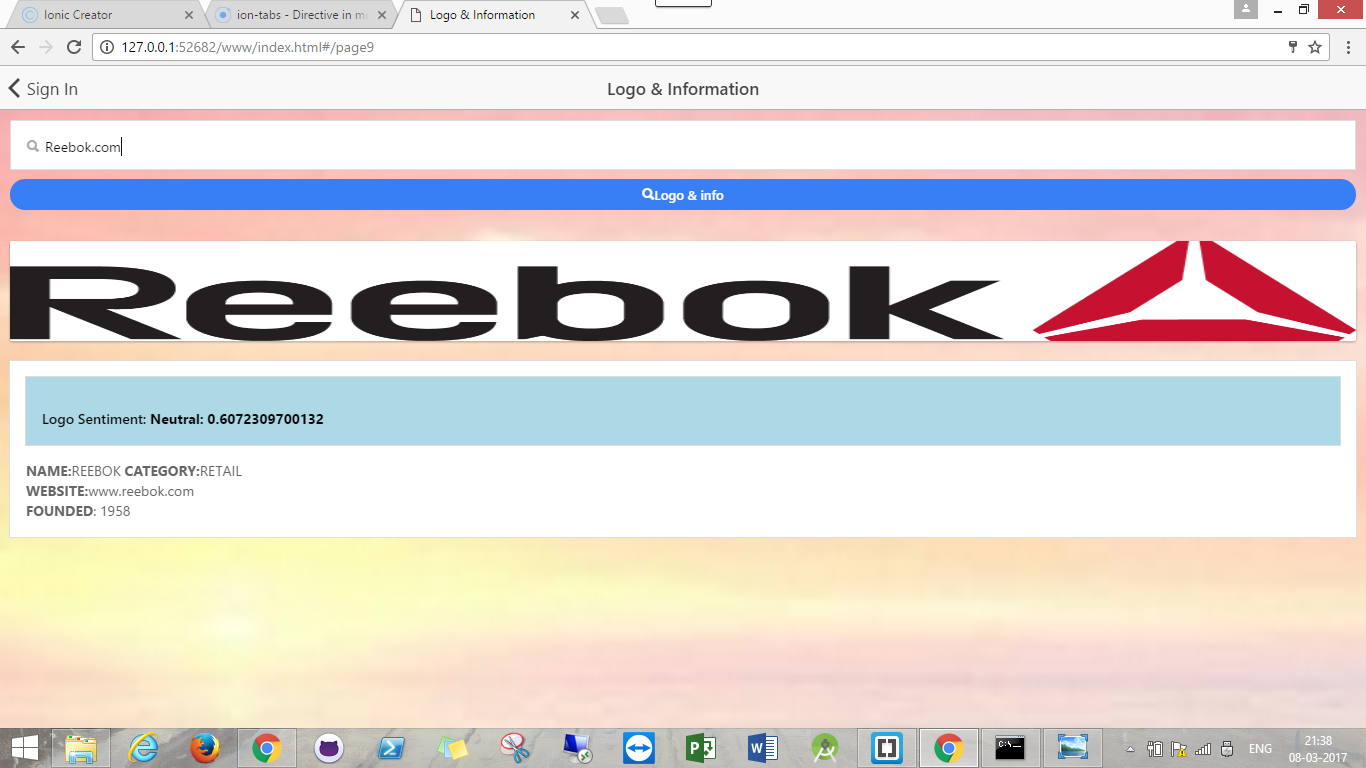 Ionic Creator
ion-tabs - Directive in m
Logo & Information
127.0.0.1:52682/www/index.html#/page9
Sign In
Logo & Information
Reebok.com
Logo & info
Reebok
Logo Sentiment: Neutral: 0.6072309700132
NAME:REEBOK CATEGORY:RETAIL
WEBSITE:www.reebok.com
FOUNDED: 1958
ENG
21:38
08-03-2017